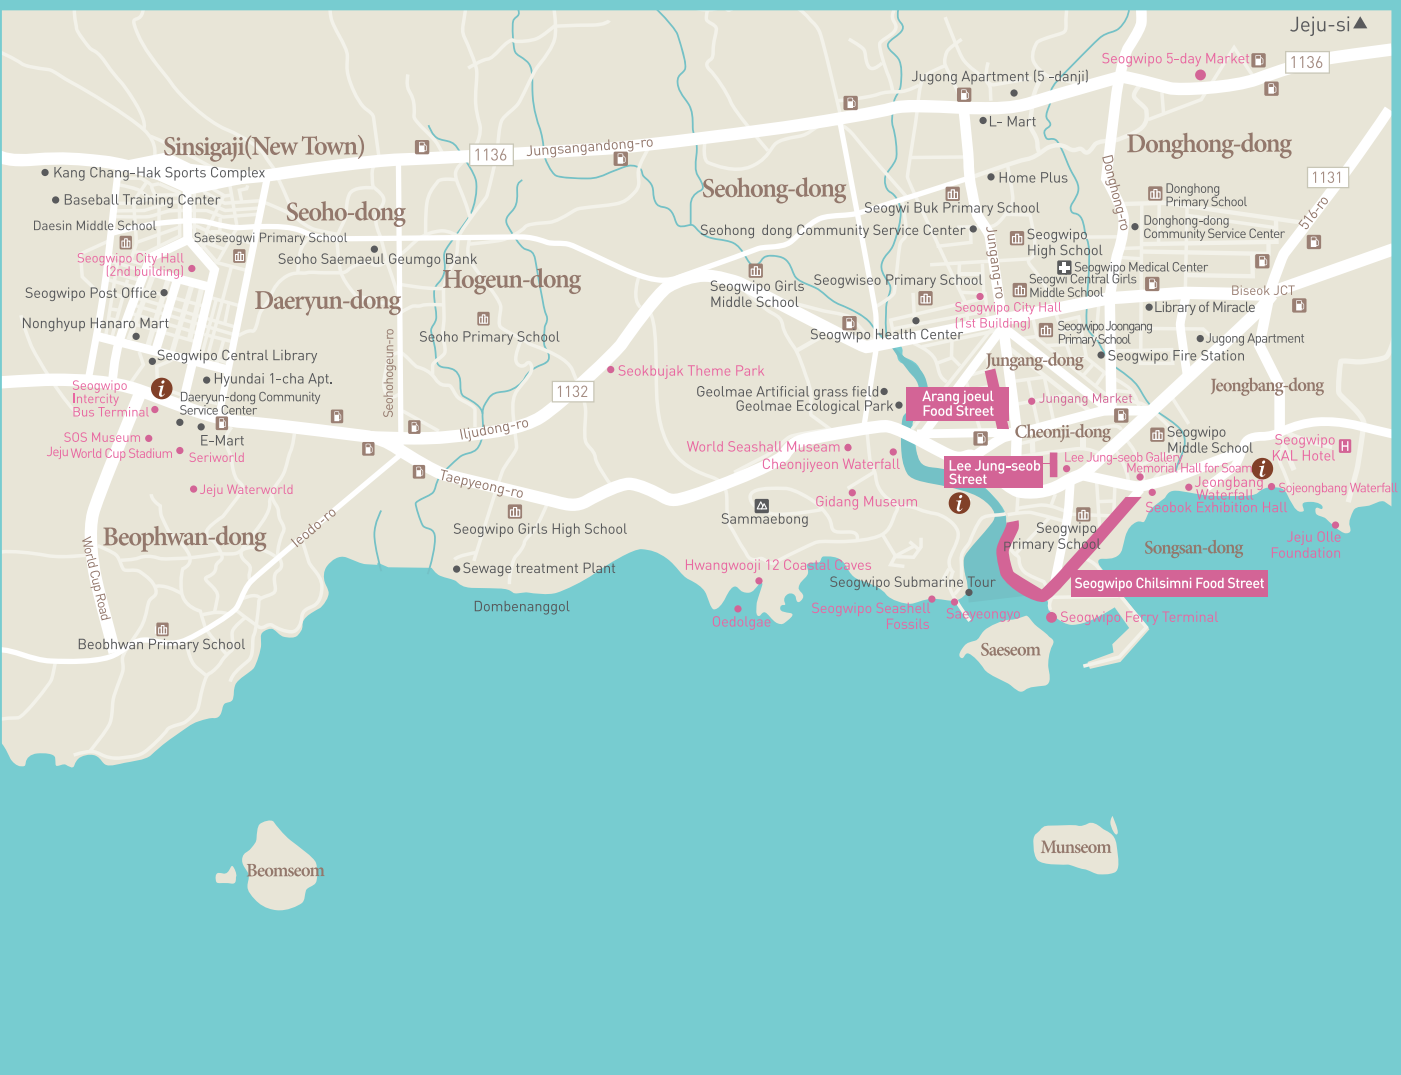 Jeju-si
Seogwipo 5-day Market
1136
Jugong Apartment (5 -danji)
L- Mart
Sinsigaji(New Town)
1136
Jungsangandong-ro
Donghong-dong
1131
Kang Chang-Hak Sports Complex
Baseball Training Center
Seoho-dong
Seohong-dong
Home Plus
Donghong-ro
Donghong
Primary School
516-ro
Seogwi Buk Primary School
Daesin Middle School
Saeseogwi Primary School
Seohong dong Community Service Center
Jungang-ro
Seogwipo
High School
Donghong-dong
Community Service Center
Seogwipo City Hall
(2nd building)
Seoho Saemaeul Geumgo Bank
Hogeun-dong
Seogwipo Girls
Middle School
Seogwiseo Primary School
Seogwipo Medical Center
Seogwi Central Girls
Middle School
Biseok JCT
Seogwipo Post Office
Daeryun-dong
Seogwipo City Hall
(1st Building)
Library of Miracle
Nonghyup Hanaro Mart
Seoho Primary School
Seogwipo Health Center
Seogwipo Joongang
Primary School
Jugong Apartment
Seogwipo Central Library
Seohohogeun-ro
Jungang-dong
Seogwipo Fire Station
Seokbujak Theme Park
Hyundai 1-cha Apt.
Seogwipo
Intercity
Bus Terminal
Daeryun-dong Community
Service Center
1132
Geolmae Artificial grass field
Geolmae Ecological Park
Arang joeul
Food Street
Jungang Market
Jeongbang-dong
E-Mart
Iljudong-ro
Cheonji-dong
Seogwipo
Middle School
SOS Museum
Jeju World Cup Stadium
Seriworld
World Seashall Museam
Cheonjiyeon Waterfall
Lee Jung-seob
Street
Lee Jung-seob Gallery
Memorial Hall for Soam
Seogwipo
KAL Hotel
H
Jeju Waterworld
Taepyeong-ro
Gidang Museum
Jeongbang
Waterfall
Sojeongbang Waterfall
Seobok Exhibition Hall
Beophwan-dong
Ieodo-ro
Seogwipo Girls High School
Sammaebong
Seogwipo
primary School
Songsan-dong
Jeju Olle
Foundation
World Cup Road
Sewage treatment Plant
Hwangwooji 12 Coastal Caves
Seogwipo Submarine Tour
Seogwipo Chilsimni Food Street
Dombenanggol
Oedolgae
Seogwipo Seashell
Fossils
Saeyeongyo
Seogwipo Ferry Terminal
Beobhwan Primary School
Saeseom
Beomseom
Munseom